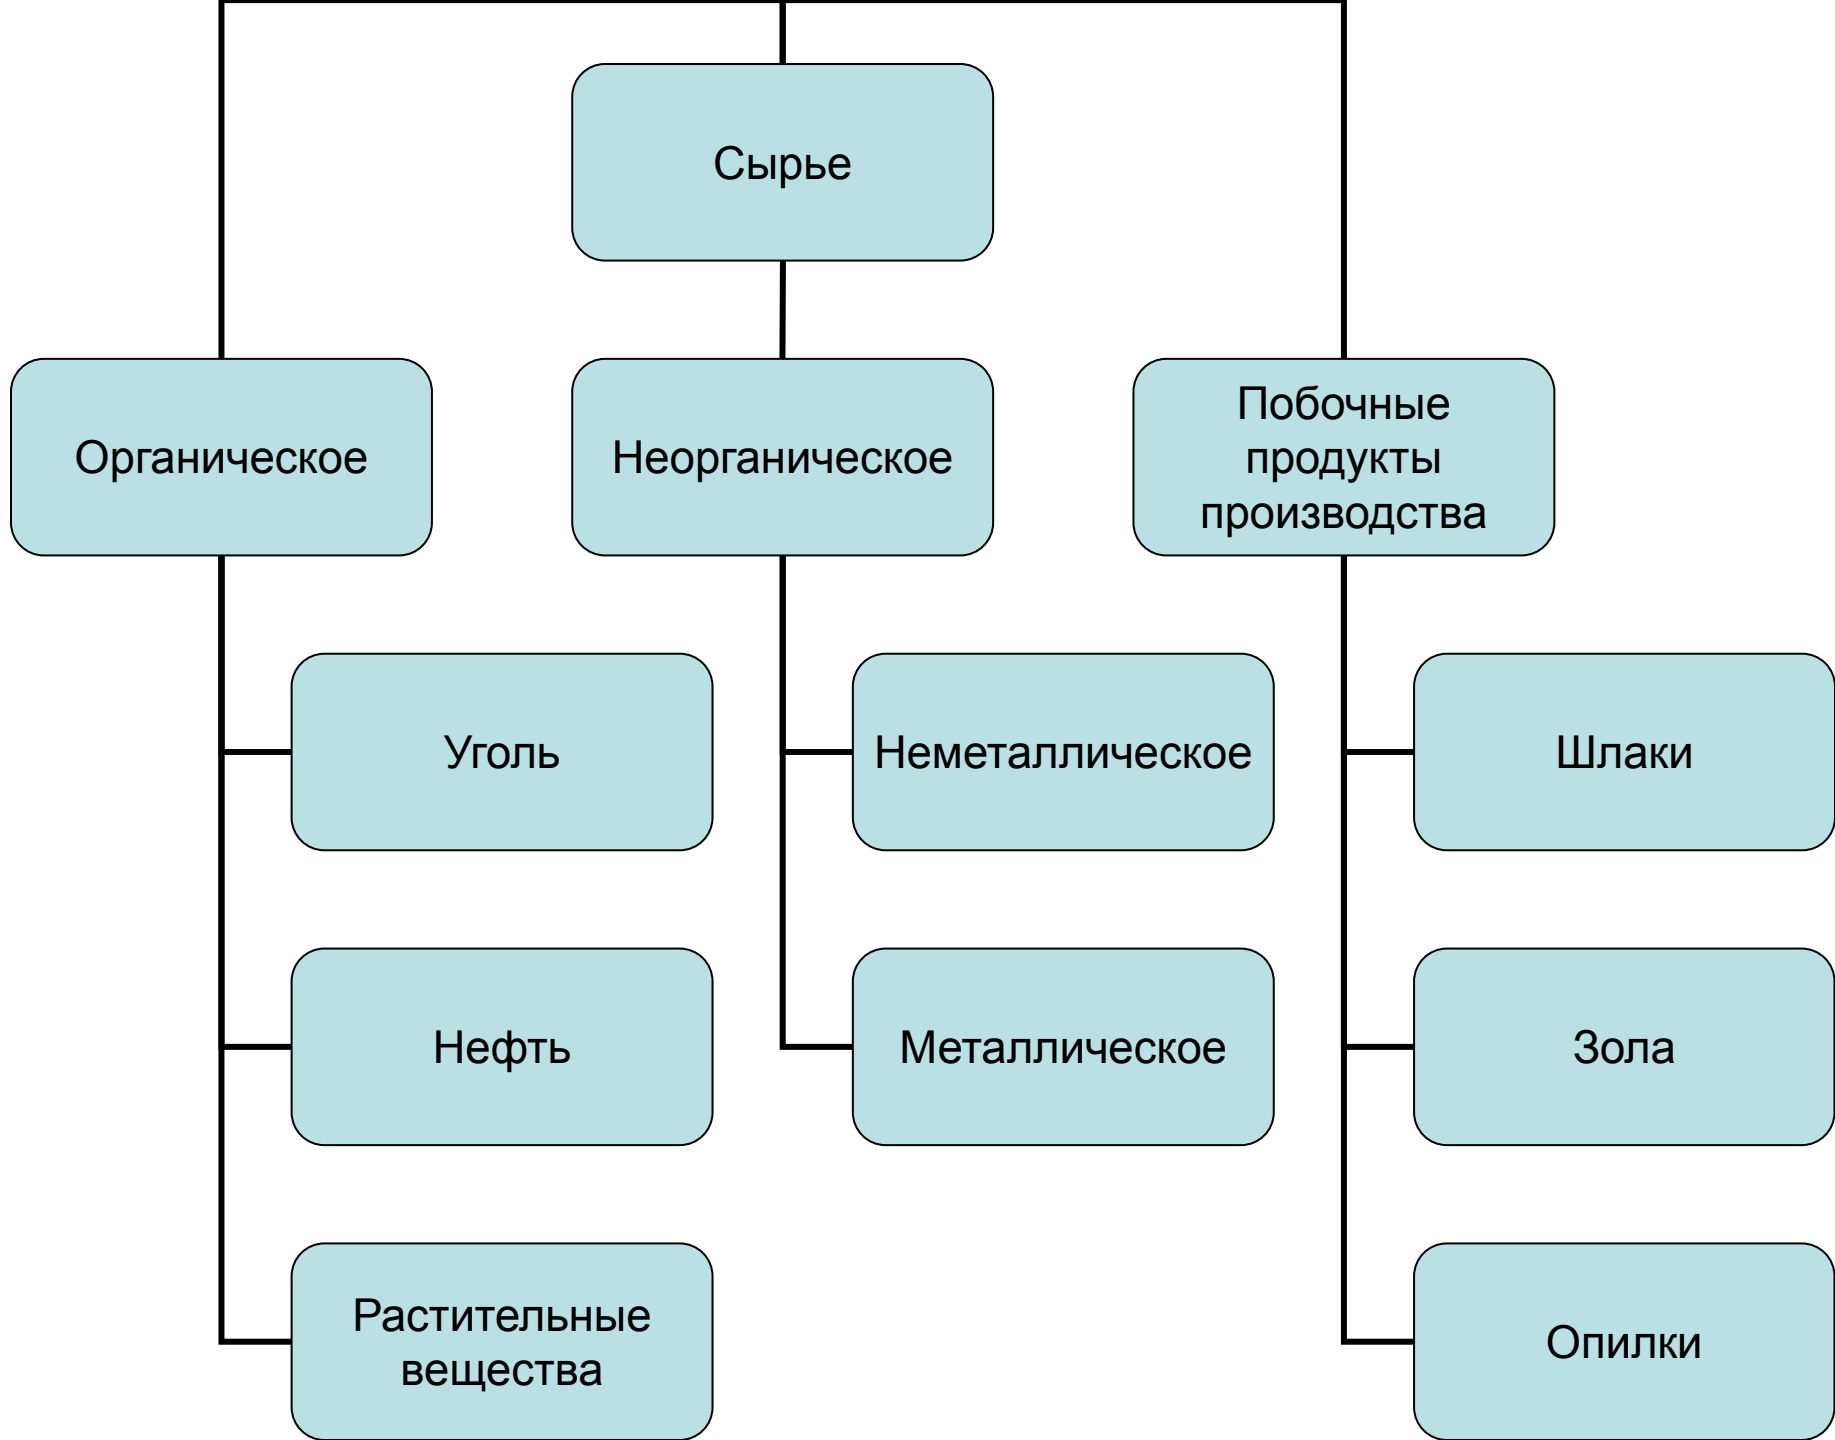 Сырье
Органическое
Неорганическое
Побочные
продукты
производства
Уголь
Неметаллическое
Шлаки
Нефть
Металлическое
Зола
Растительные
вещества
Опилки